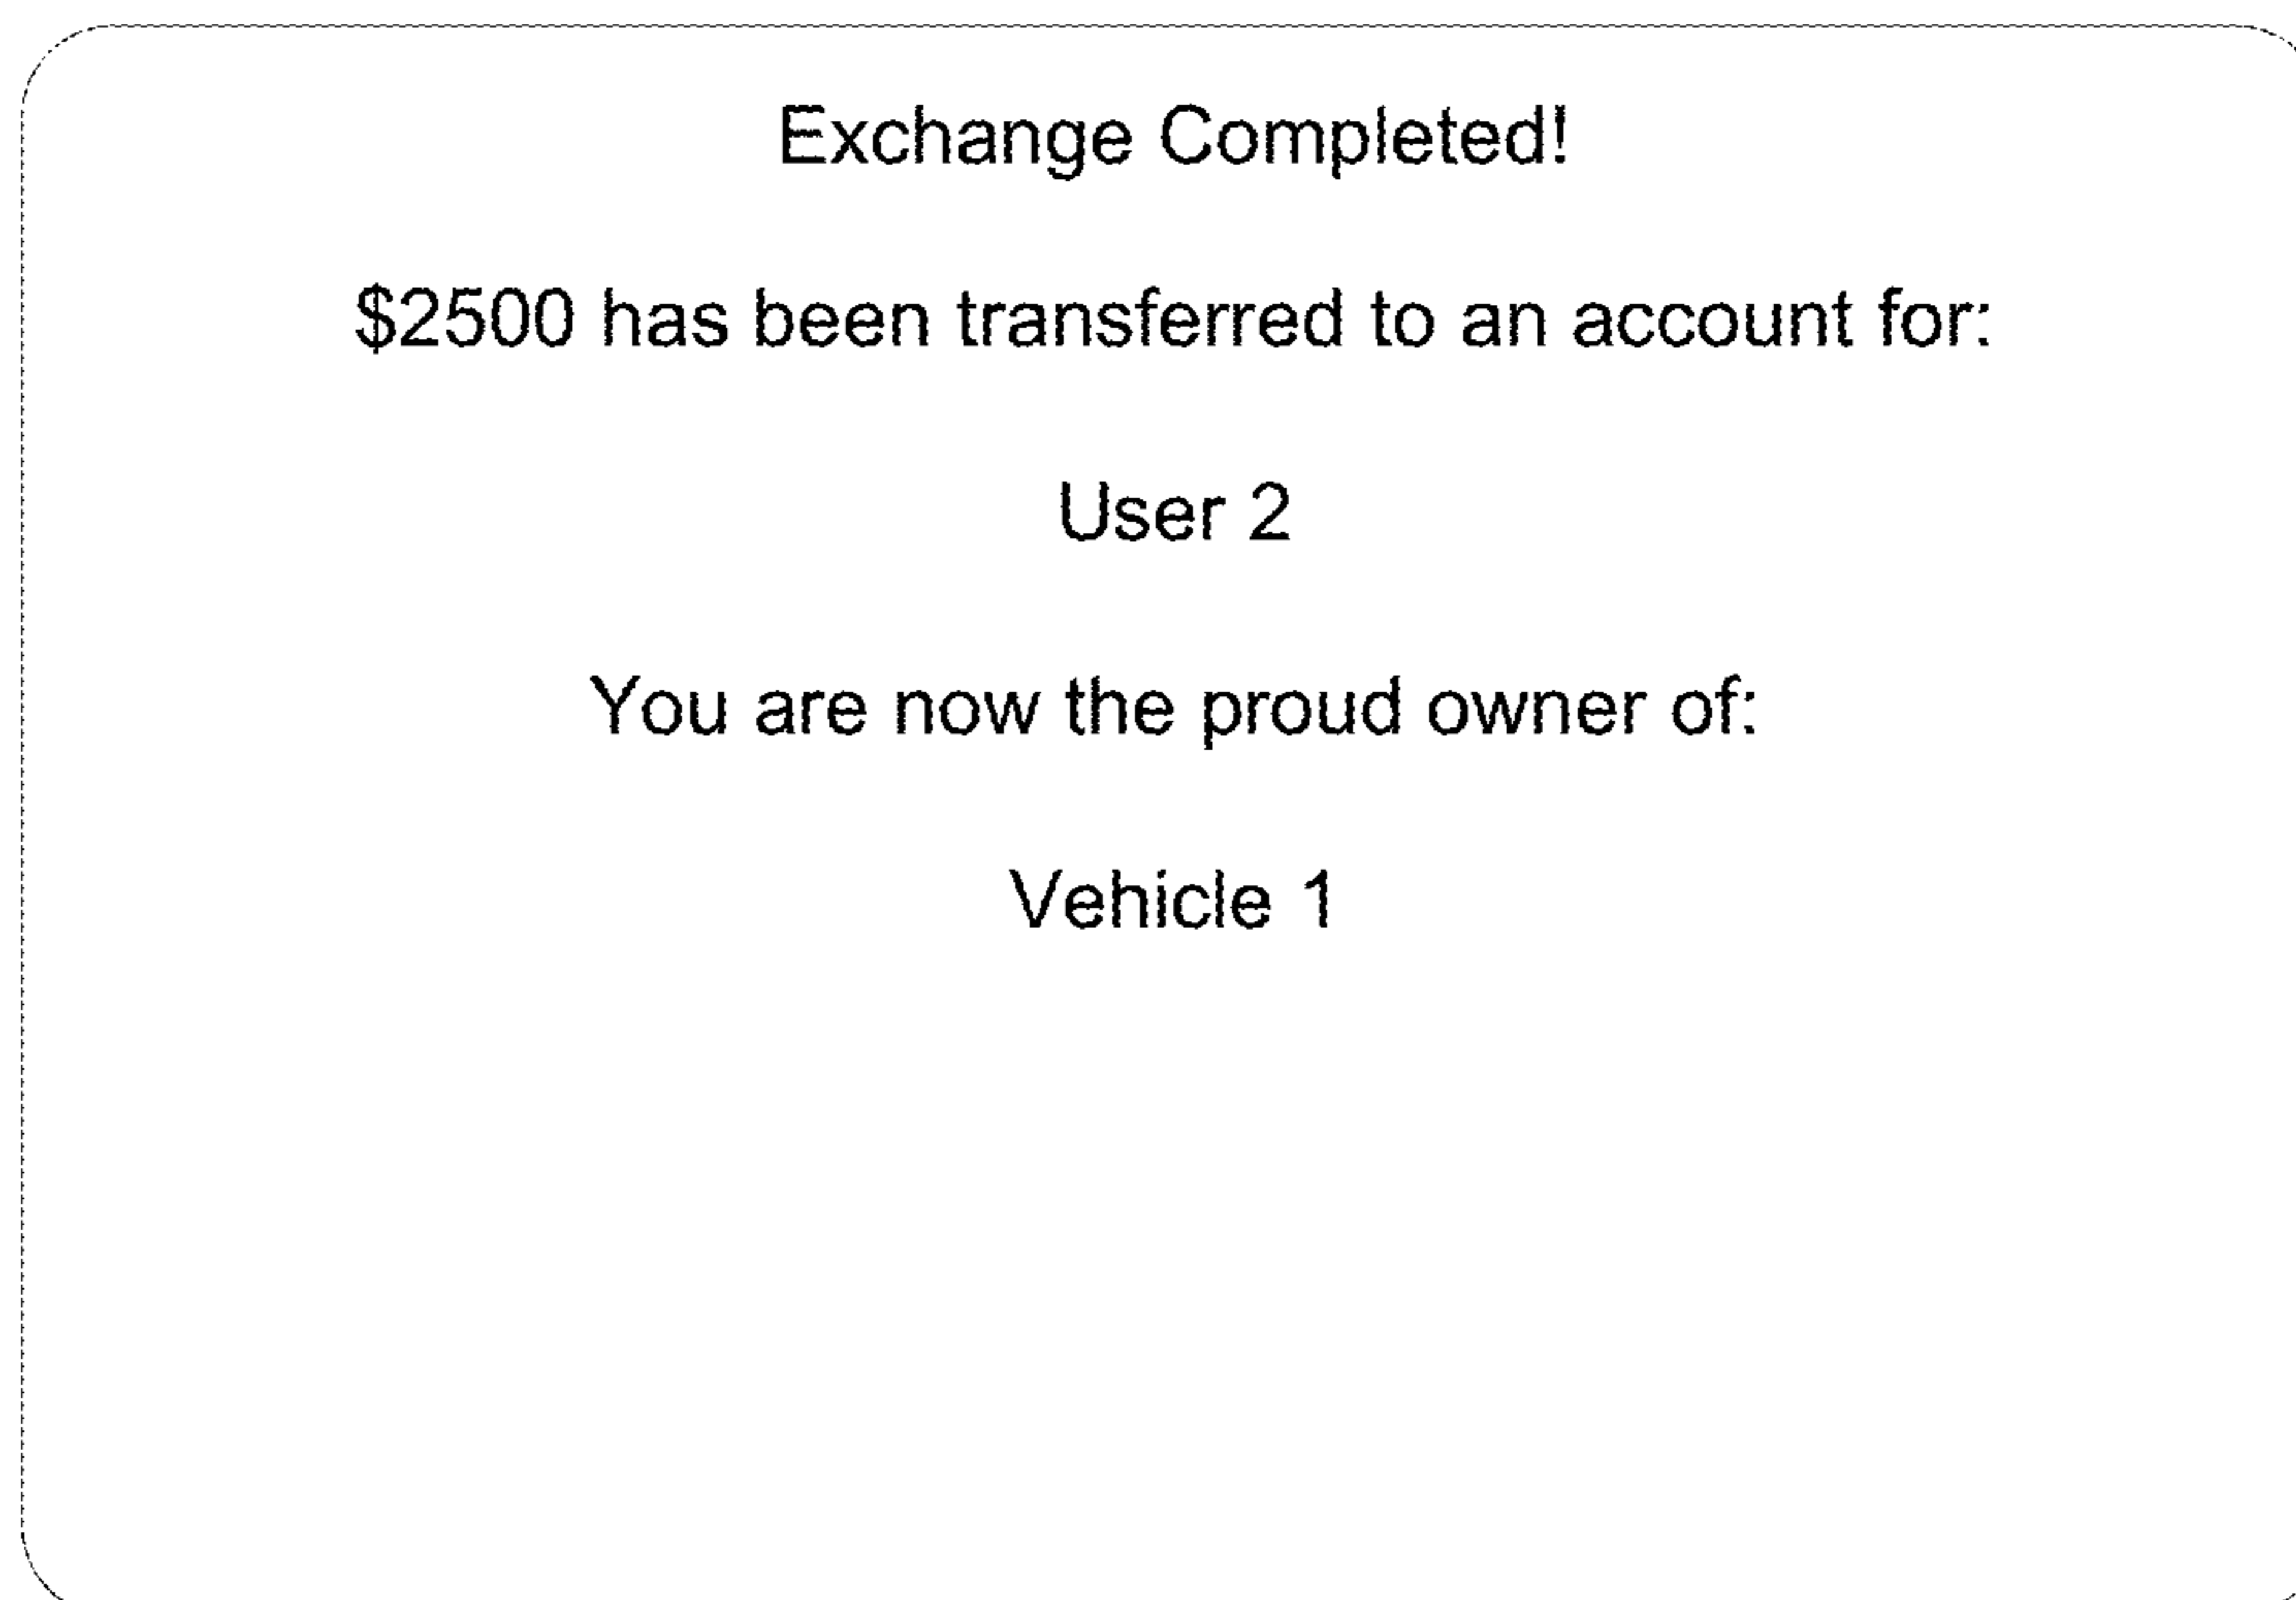 Exchange Completed!
$2500 has been transferred to an account for:
User 2
You are now the proud owner of:
Vehicle 1